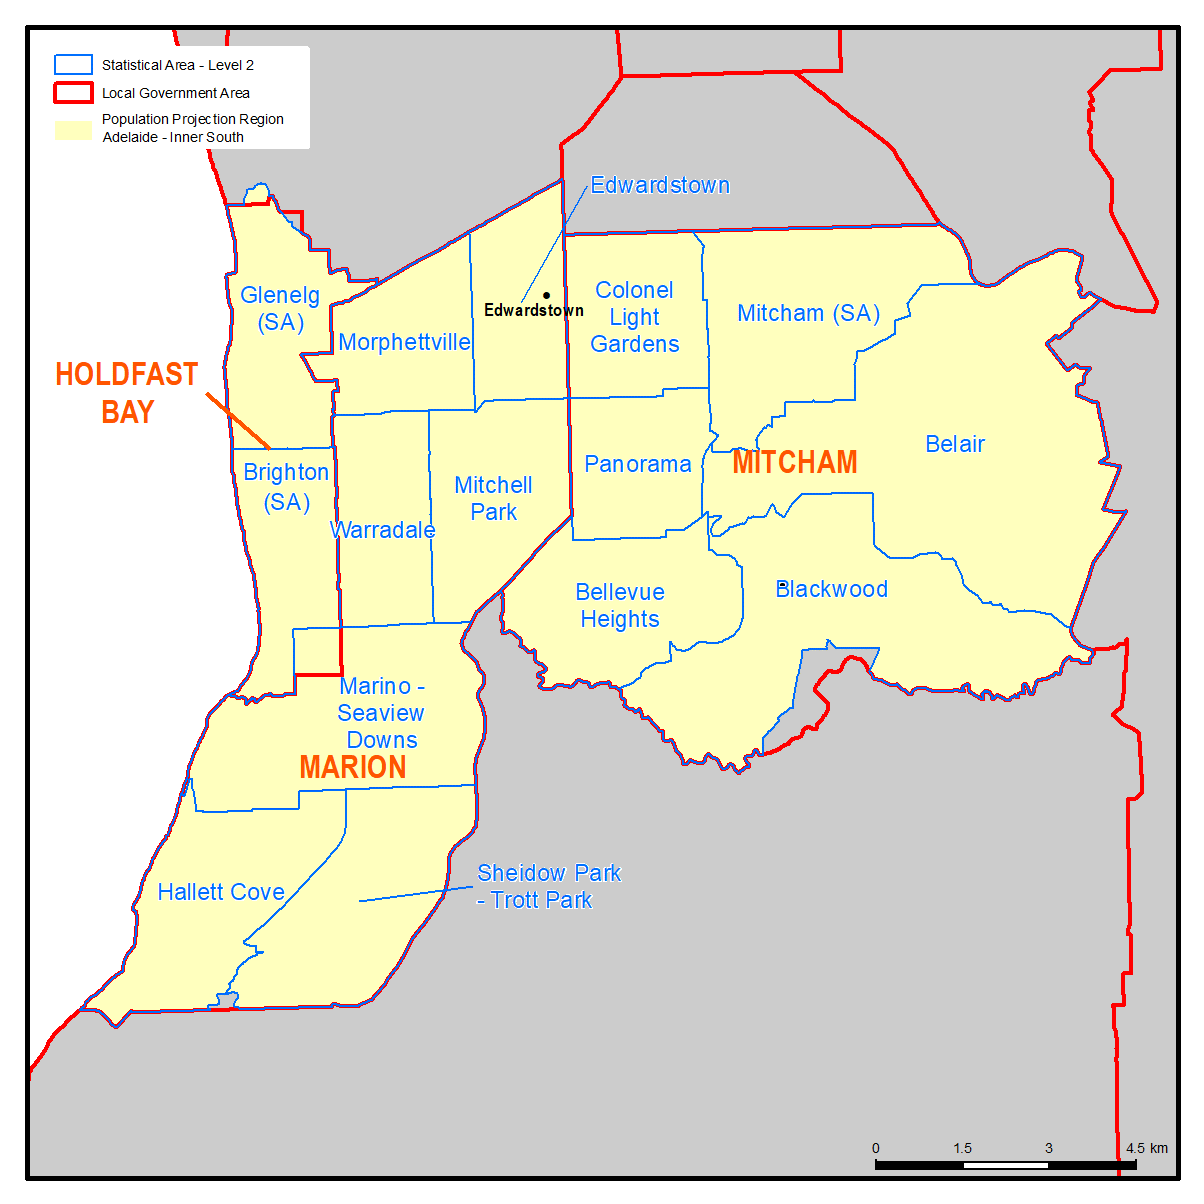 Statistical Area - Level 2
Local Government Area
Population Projection Region
Adelaide - Inner South
Edwardstown
Glenelg
(SA)
Colonel
Light
Gardens
Mitcham (SA)
Edwardstown
Morphettville
HOLDFAST
BAY
Belair
Brighton
(SA)
Panorama
MITCHAM
Mitchell
Park
Warradale
Bellevue
Heights
Blackwood
Marino -
Seaview
Downs
MARION
Hallett Cove
Sheidow Park
- Trott Park
0 1.5 3 4.5 km